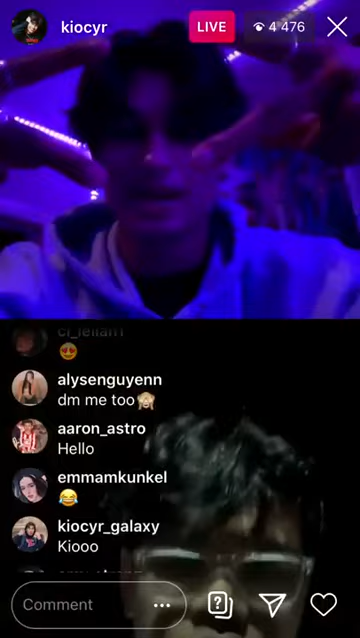 kiocyr
LIVE
4 476
😍
alysenguyenn
dm me too🙈
aaron_astro
Hello
emmamkunkel
😂
kiocyr_galaxy
Kiooo
Comment